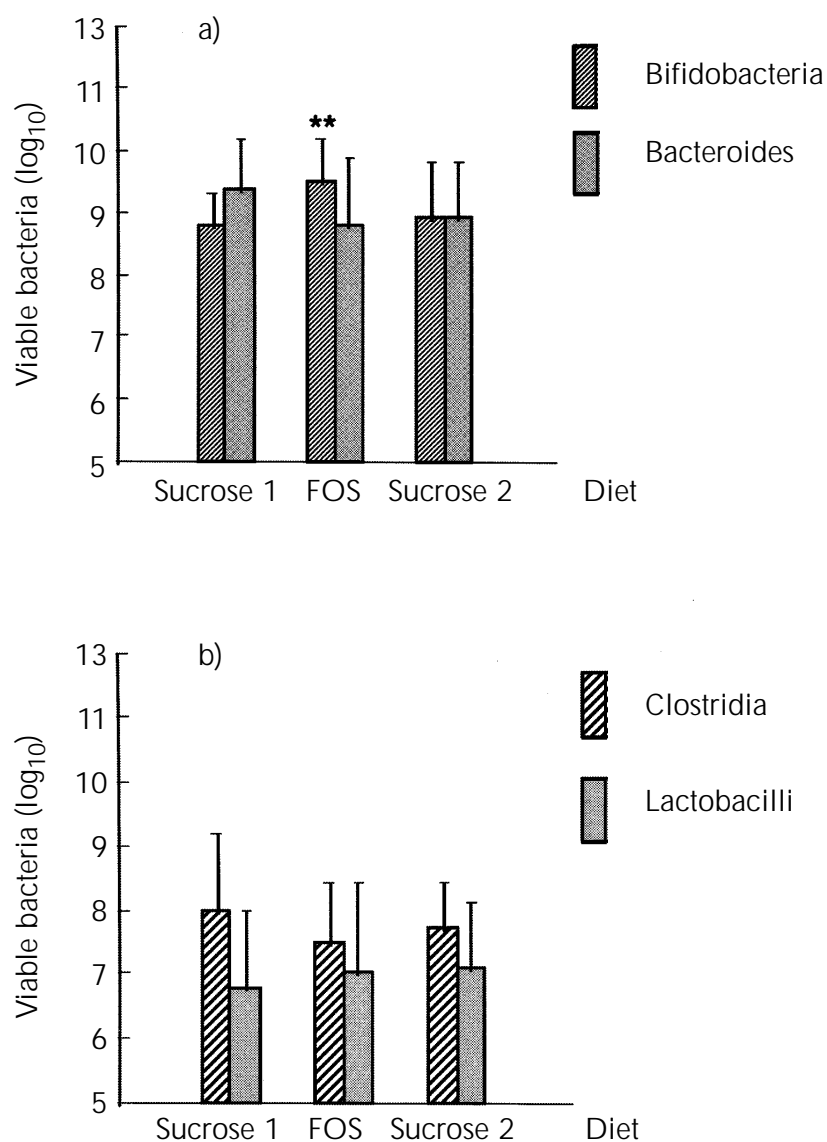 a)
13
11
10
9
8
7
6
5
Viable bacteria (log10)
**
Bifidobacteria
Bacteroides
Sucrose 1 FOS Sucrose 2 Diet
b)
13
11
10
9
8
7
6
5
Viable bacteria (log10)
Clostridia
Lactobacilli
Sucrose 1 FOS Sucrose 2 Diet